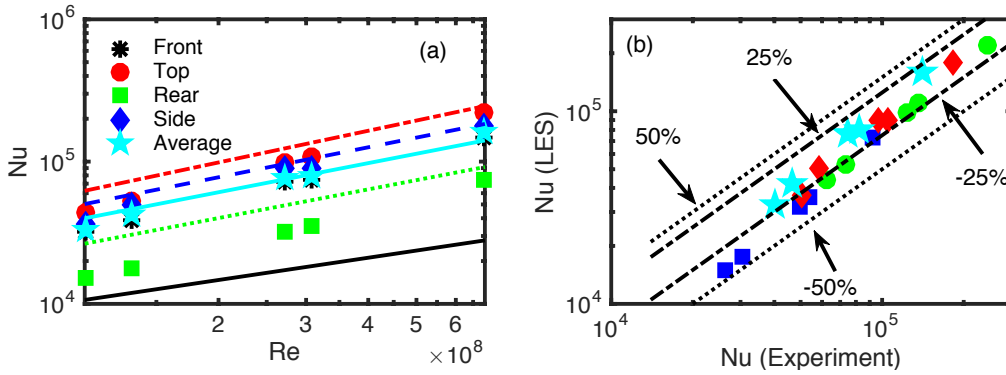 10^6
10^5
10^4
Nu
(a)
Front
Top
Rear
Side
Average
2 3 4 5 6
Re
×10^8
(b)
10^5
10^4
Nu (LES)
50%
25%
-25%
-50%
10^4 10^5
Nu (Experiment)